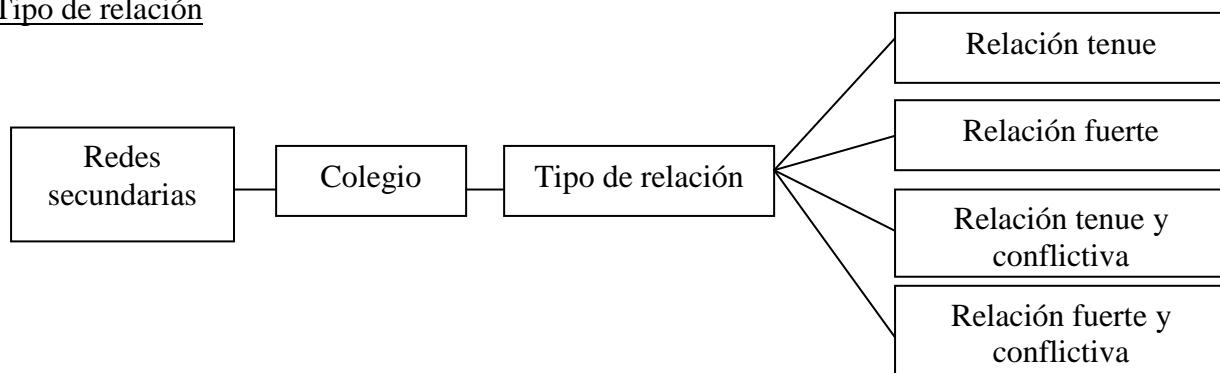 Tipo de relación
Redes
secundarias
Colegio
Tipo de relación
Relación tenue
Relación fuerte
Relación tenue y
conflictiva
Relación fuerte y
conflictiva